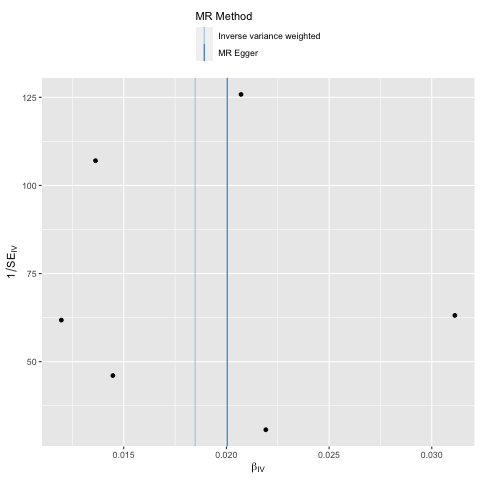 MR Method
Inverse variance weighted
MR Egger
125
100
75
50
1/SE_IV
0.015
0.020
0.025
0.030
β_IV